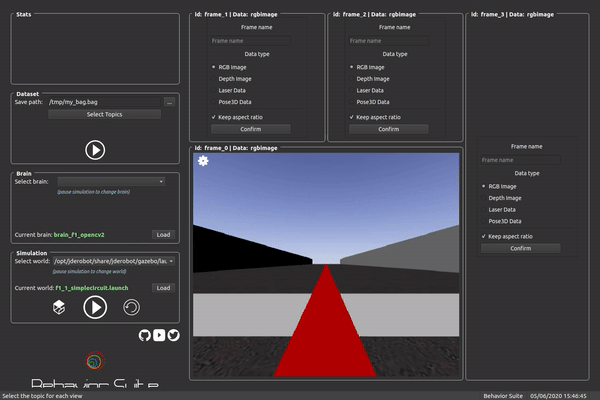 Stats
Dataset
Save path: /tmp/my_bag.bag ...
Select Topics
Brain
Select brain:
(pause simulation to change brain)
Current brain: brain_f1_opencv2 Load
Simulation
Select world: /opt/jderobot/share/jderobot/gazebo/lau
(pause simulation to change world)
Current world: f1_1_simplecircuit.launch Load
Behavior Suite
id: frame_1 | Data: rgbimage
Frame name
Frame name
Data type
RGB Image
Depth Image
Laser Data
Pose3D Data
Keep aspect ratio
Confirm
id: frame_2 | Data: rgbimage
Frame name
Frame name
Data type
RGB Image
Depth Image
Laser Data
Pose3D Data
Keep aspect ratio
Confirm
id: frame_0 | Data: rgbimage
id: frame_3 | Data: rgbimage
Frame name
Frame name
Data type
RGB Image
Depth Image
Laser Data
Pose3D Data
Keep aspect ratio
Confirm
Select the topic for each view
Behavior Suite 05/06/2020 15:46:45